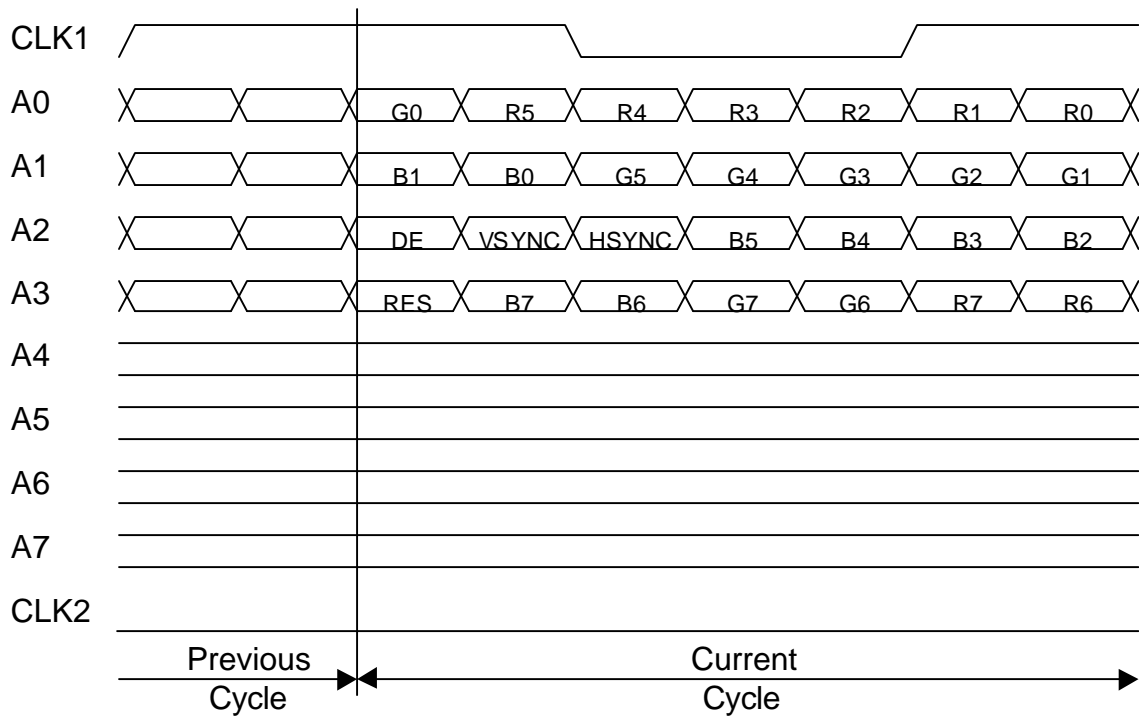 CLK1
A0 G0 R5 R4 R3 R2 R1 R0
A1 B1 B0 G5 G4 G3 G2 G1
A2 DE VSYNC HSYNC B5 B4 B3 B2
A3 RES B7 B6 G7 G6 R7 R6
A4
A5
A6
A7
CLK2
Previous Current
Cycle Cycle